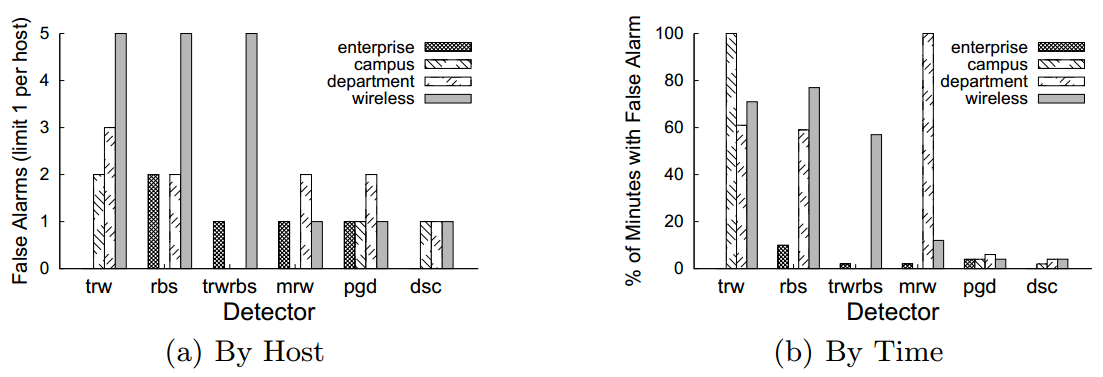 False Alarms (limit 1 per host)
5
4
3
2
1
0
enterprise
campus
department
wireless
trw rbs trwrbs mrw pgd dsc
Detector
(a) By Host
% of Minutes with False Alarm
100
80
60
40
20
0
enterprise
campus
department
wireless
trw rbs trwrbs mrw pgd dsc
Detector
(b) By Time